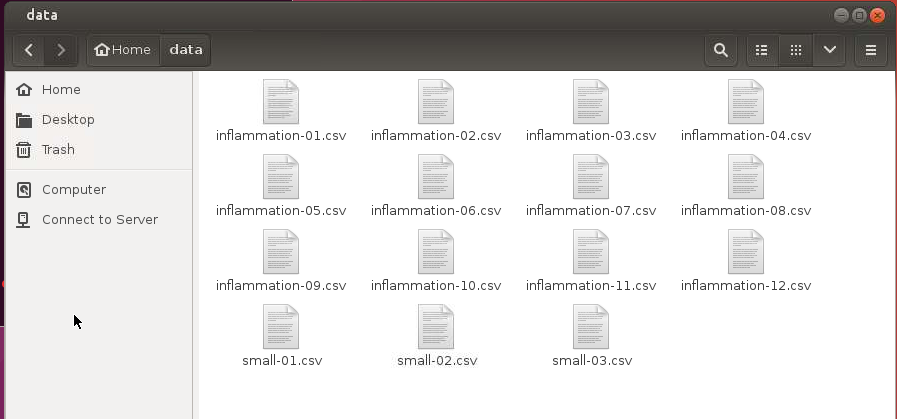 data
Home data
Home
Desktop
Trash
Computer
Connect to Server
inflammation-01.csv inflammation-02.csv inflammation-03.csv inflammation-04.csv
inflammation-05.csv inflammation-06.csv inflammation-07.csv inflammation-08.csv
inflammation-09.csv inflammation-10.csv inflammation-11.csv inflammation-12.csv
small-01.csv small-02.csv small-03.csv